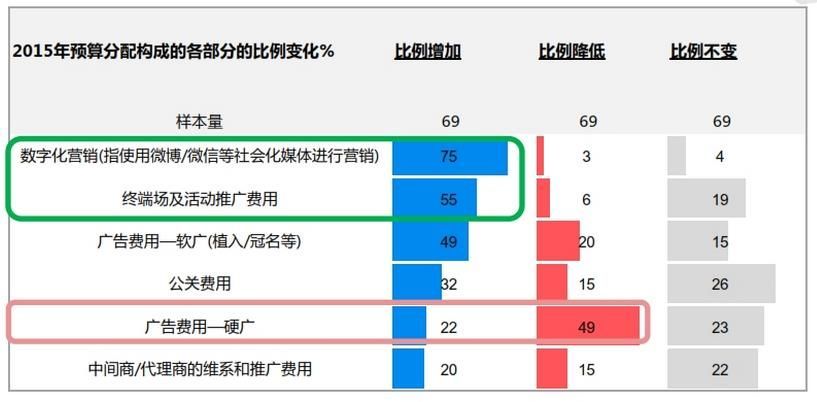 2015年预算分配构成的各部分的比例变化% 比例增加 比例降低 比例不变
样本量 69 69 69
数字化营销(指使用微博/微信等社会化媒体进行营销) 75 3 4
终端场及活动推广费用 55 6 19
广告费用—软广(植入/冠名等) 49 20 15
公关费用 32 15 26
广告费用—硬广 22 49 23
中间商/代理商的维系和推广费用 20 15 22